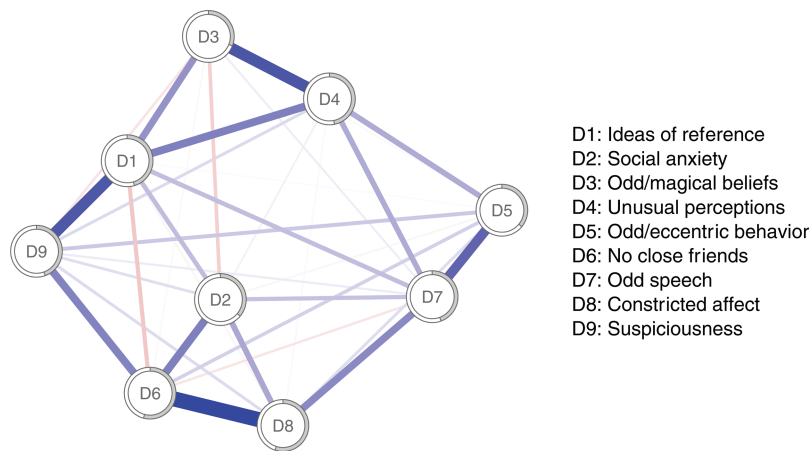 D3
D4
D1
D5
D9
D2
D7
D6
D8
D1: Ideas of reference
D2: Social anxiety
D3: Odd/magical beliefs
D4: Unusual perceptions
D5: Odd/eccentric behavior
D6: No close friends
D7: Odd speech
D8: Constricted affect
D9: Suspiciousness